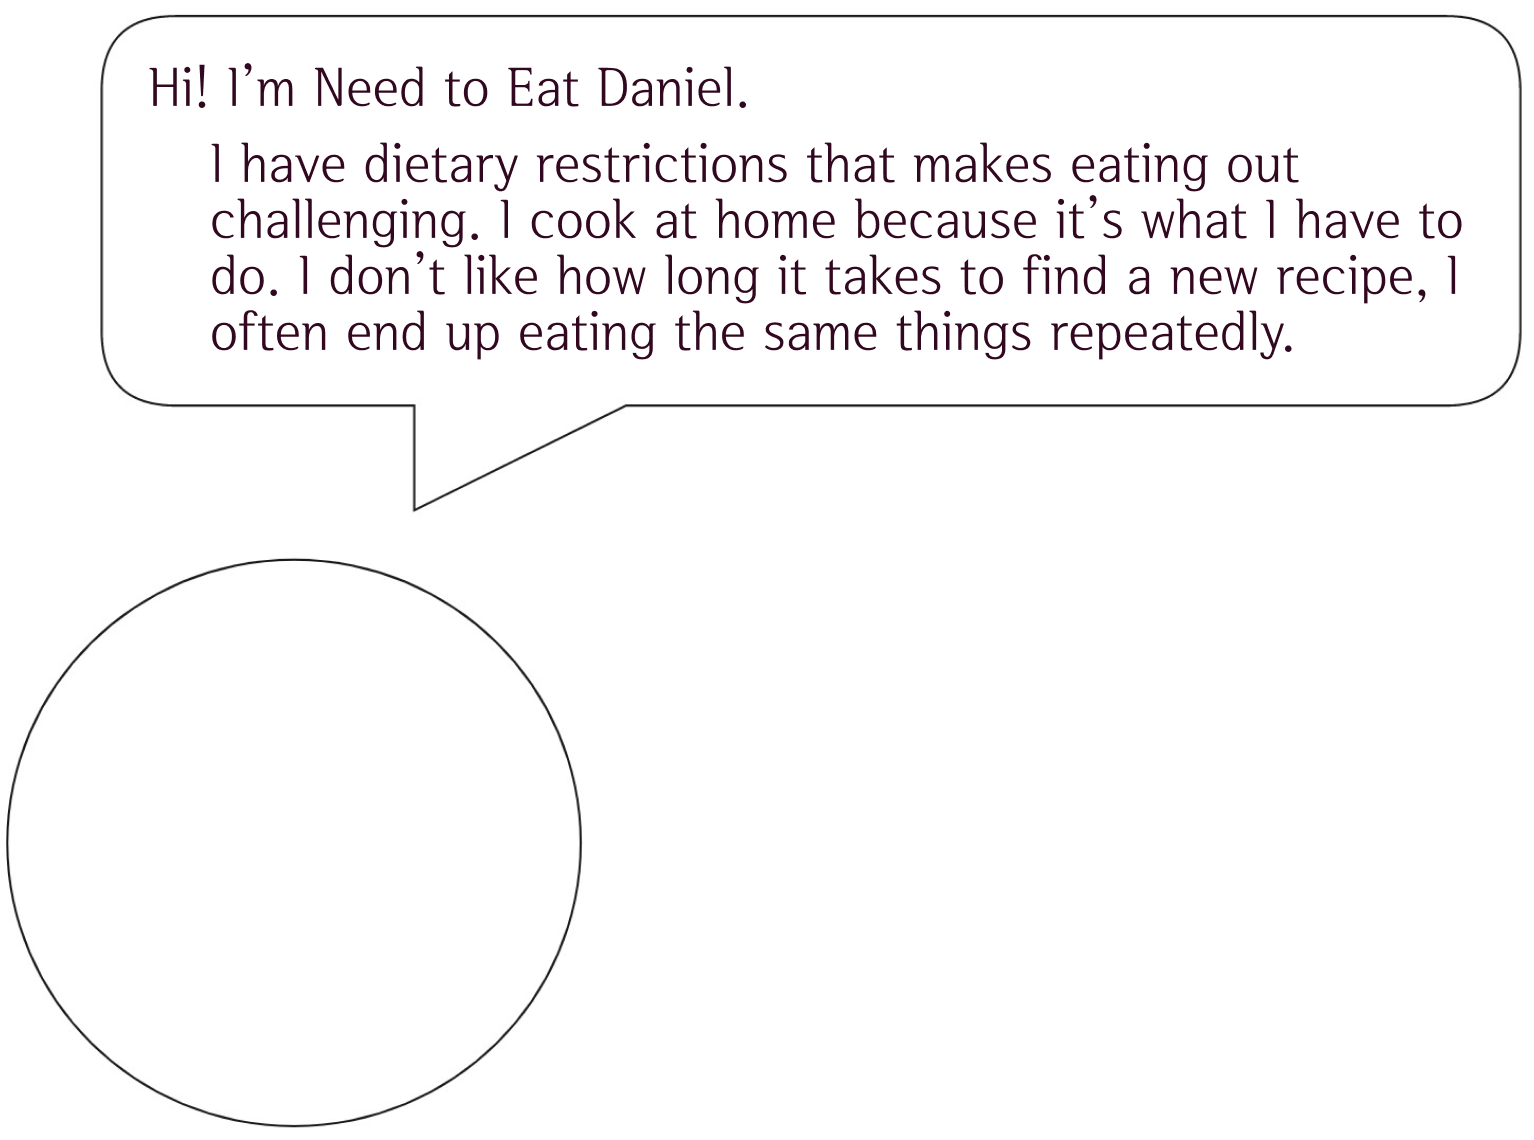 Hi! I’m Need to Eat Daniel.
I have dietary restrictions that makes eating out
challenging. I cook at home because it’s what I have to
do. I don’t like how long it takes to find a new recipe, I
often end up eating the same things repeatedly.